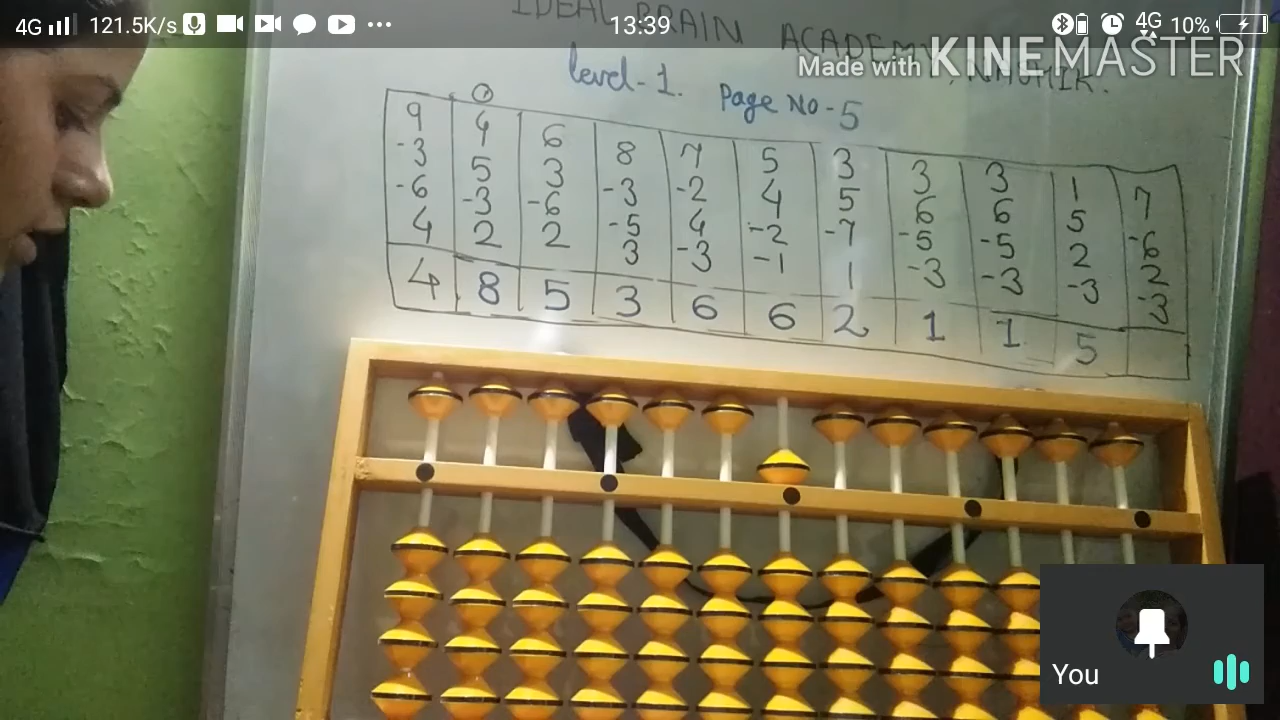 4G 121.5K/s 13:39 4G 10%
IDEAL BRAIN ACADEMY, NASHIK.
Made with KINEMASTER
level-1. Page No-5
9 4 6 8 7 5 3 3 3 1 7
-3 5 3 -3 -2 4 5 6 6 5 -6
-6 -3 -6 -5 4 -2 -7 -5 -5 2 2
4 2 2 3 -3 -1 1 -3 -3 -3 -3
4 8 5 3 6 6 2 1 1 5
You